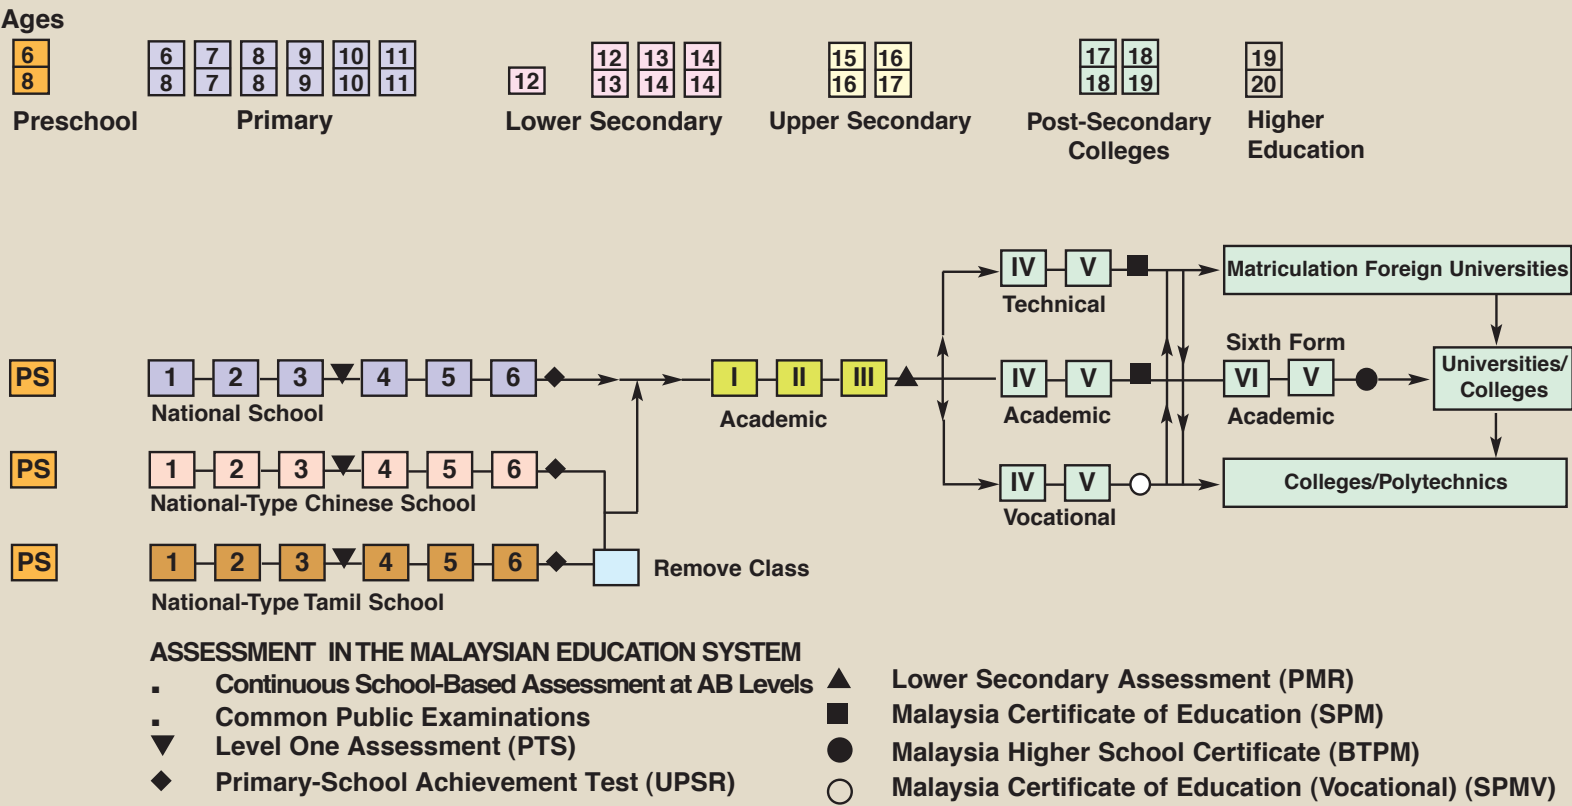 Ages
6 6 7 8 9 10 11 12 13 14 15 16 17 18 19
8 8 7 8 9 10 11 12 13 14 14 16 17 18 19 20
Preschool Primary Lower Secondary Upper Secondary Post-Secondary Colleges Higher Education
IV V Matriculation Foreign Universities
Technical
PS 1 2 3 4 5 6 I II III IV V Sixth Form VI V Universities/
Colleges
National School Academic Academic Academic
PS 1 2 3 4 5 6 IV V Colleges/Polytechnics
National-Type Chinese School Vocational
PS 1 2 3 4 5 6 Remove Class
National-Type Tamil School
ASSESSMENT IN THE MALAYSIAN EDUCATION SYSTEM
Continuous School-Based Assessment at AB Levels
Common Public Examinations
Level One Assessment (PTS)
Primary-School Achievement Test (UPSR)
Lower Secondary Assessment (PMR)
Malaysia Certificate of Education (SPM)
Malaysia Higher School Certificate (BTPM)
Malaysia Certificate of Education (Vocational) (SPMV)